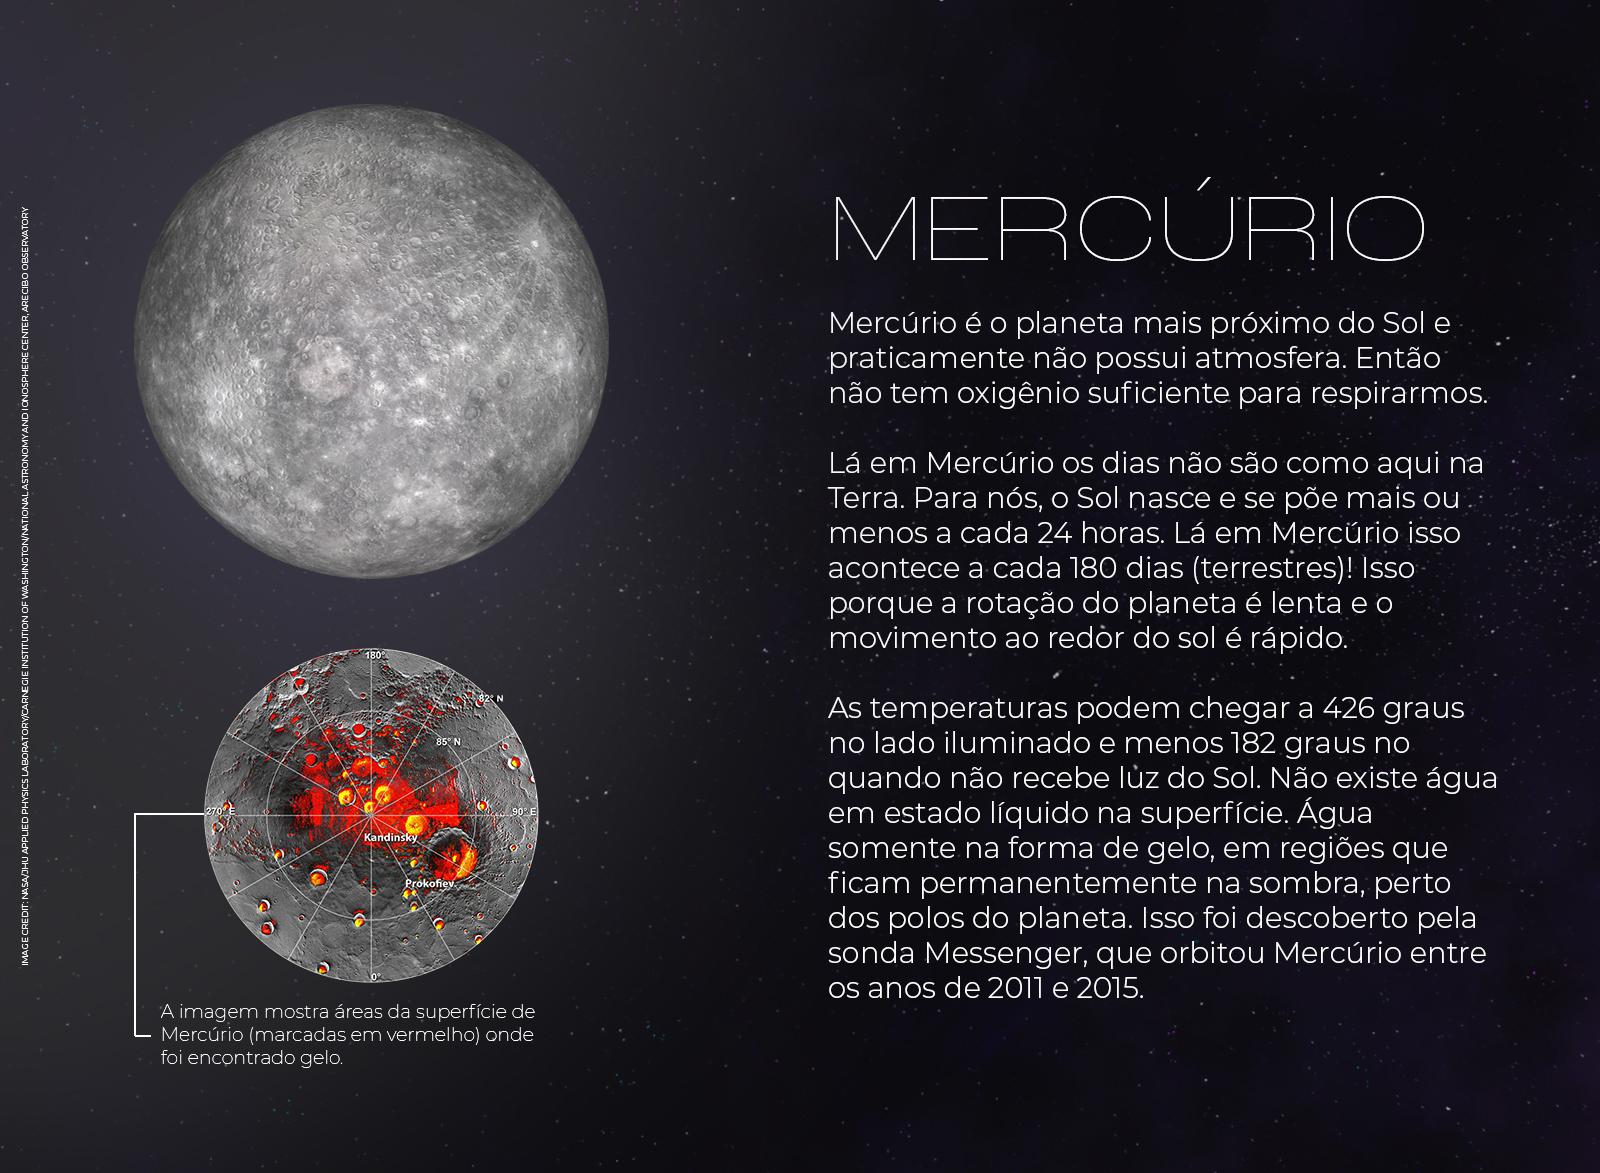 MERCÚRIO
Mercúrio é o planeta mais próximo do Sol e
praticamente não possui atmosfera. Então
não tem oxigênio suficiente para respirarmos.
Lá em Mercúrio os dias não são como aqui na
Terra. Para nós, o Sol nasce e se põe mais ou
menos a cada 24 horas. Lá em Mercúrio isso
acontece a cada 180 dias (terrestres)! Isso
porque a rotação do planeta é lenta e o
movimento ao redor do sol é rápido.
As temperaturas podem chegar a 426 graus
no lado iluminado e menos 182 graus no
quando não recebe luz do Sol. Não existe água
em estado líquido na superfície. Água
somente na forma de gelo, em regiões que
ficam permanentemente na sombra, perto
dos polos do planeta. Isso foi descoberto pela
sonda Messenger, que orbitou Mercúrio entre
os anos de 2011 e 2015.
180°
82° N
85° N
270° E
90° E
Kandinsky
Prokofiev
0°
A imagem mostra áreas da superfície de
Mercúrio (marcadas em vermelho) onde
foi encontrado gelo.
IMAGE CREDIT: NASA/JHU APPLIED PHYSICS LABORATORY/CARNEGIE INSTITUTION OF WASHINGTON/NATIONAL ASTRONOMY AND IONOSPHERE CENTER, ARECIBO OBSERVATORY